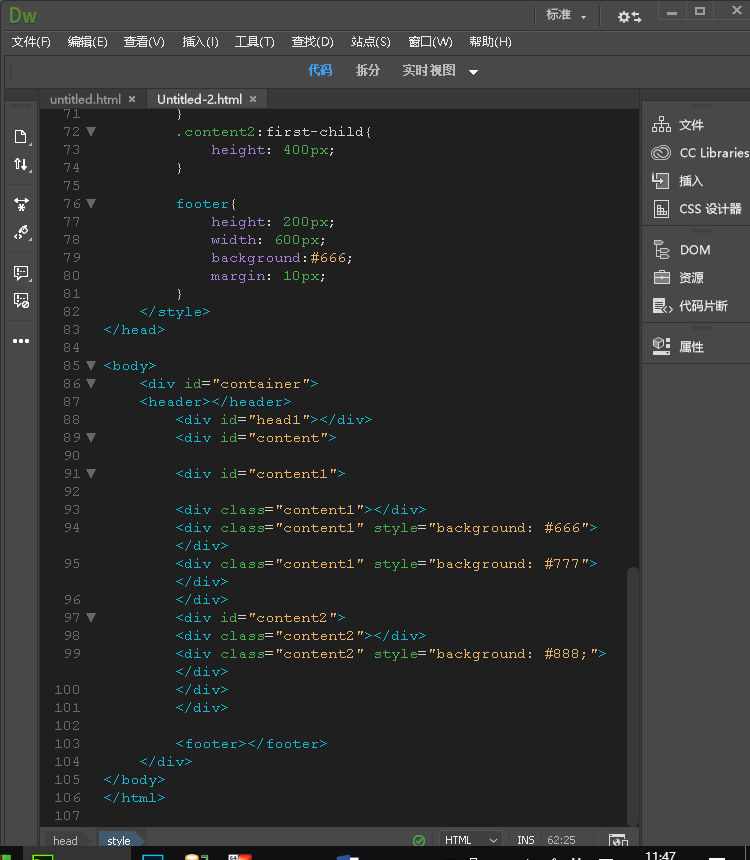 Dw
标准
文件(F) 编辑(E) 查看(V) 插入(I) 工具(T) 查找(D) 站点(S) 窗口(W) 帮助(H)
代码 拆分 实时视图
untitled.html × Untitled-2.html ×
71 }
72 .content2:first-child{
73 height: 400px;
74 }
75
76 footer{
77 height: 200px;
78 width: 600px;
79 background:#666;
80 margin: 10px;
81 }
82 </style>
83 </head>
84
85 <body>
86 <div id="container">
87 <header></header>
88 <div id="head1"></div>
89 <div id="content">
90
91 <div id="content1">
92
93 <div class="content1"></div>
94 <div class="content1" style="background: #666">
</div>
95 <div class="content1" style="background: #777">
</div>
96 </div>
97 <div id="content2">
98 <div class="content2"></div>
99 <div class="content2" style="background: #888;">
</div>
100 </div>
101 </div>
102
103 <footer></footer>
104 </div>
105 </body>
106 </html>
107
文件
CC Libraries
插入
CSS 设计器
DOM
资源
代码片断
属性
head style HTML INS 62:25
11:47